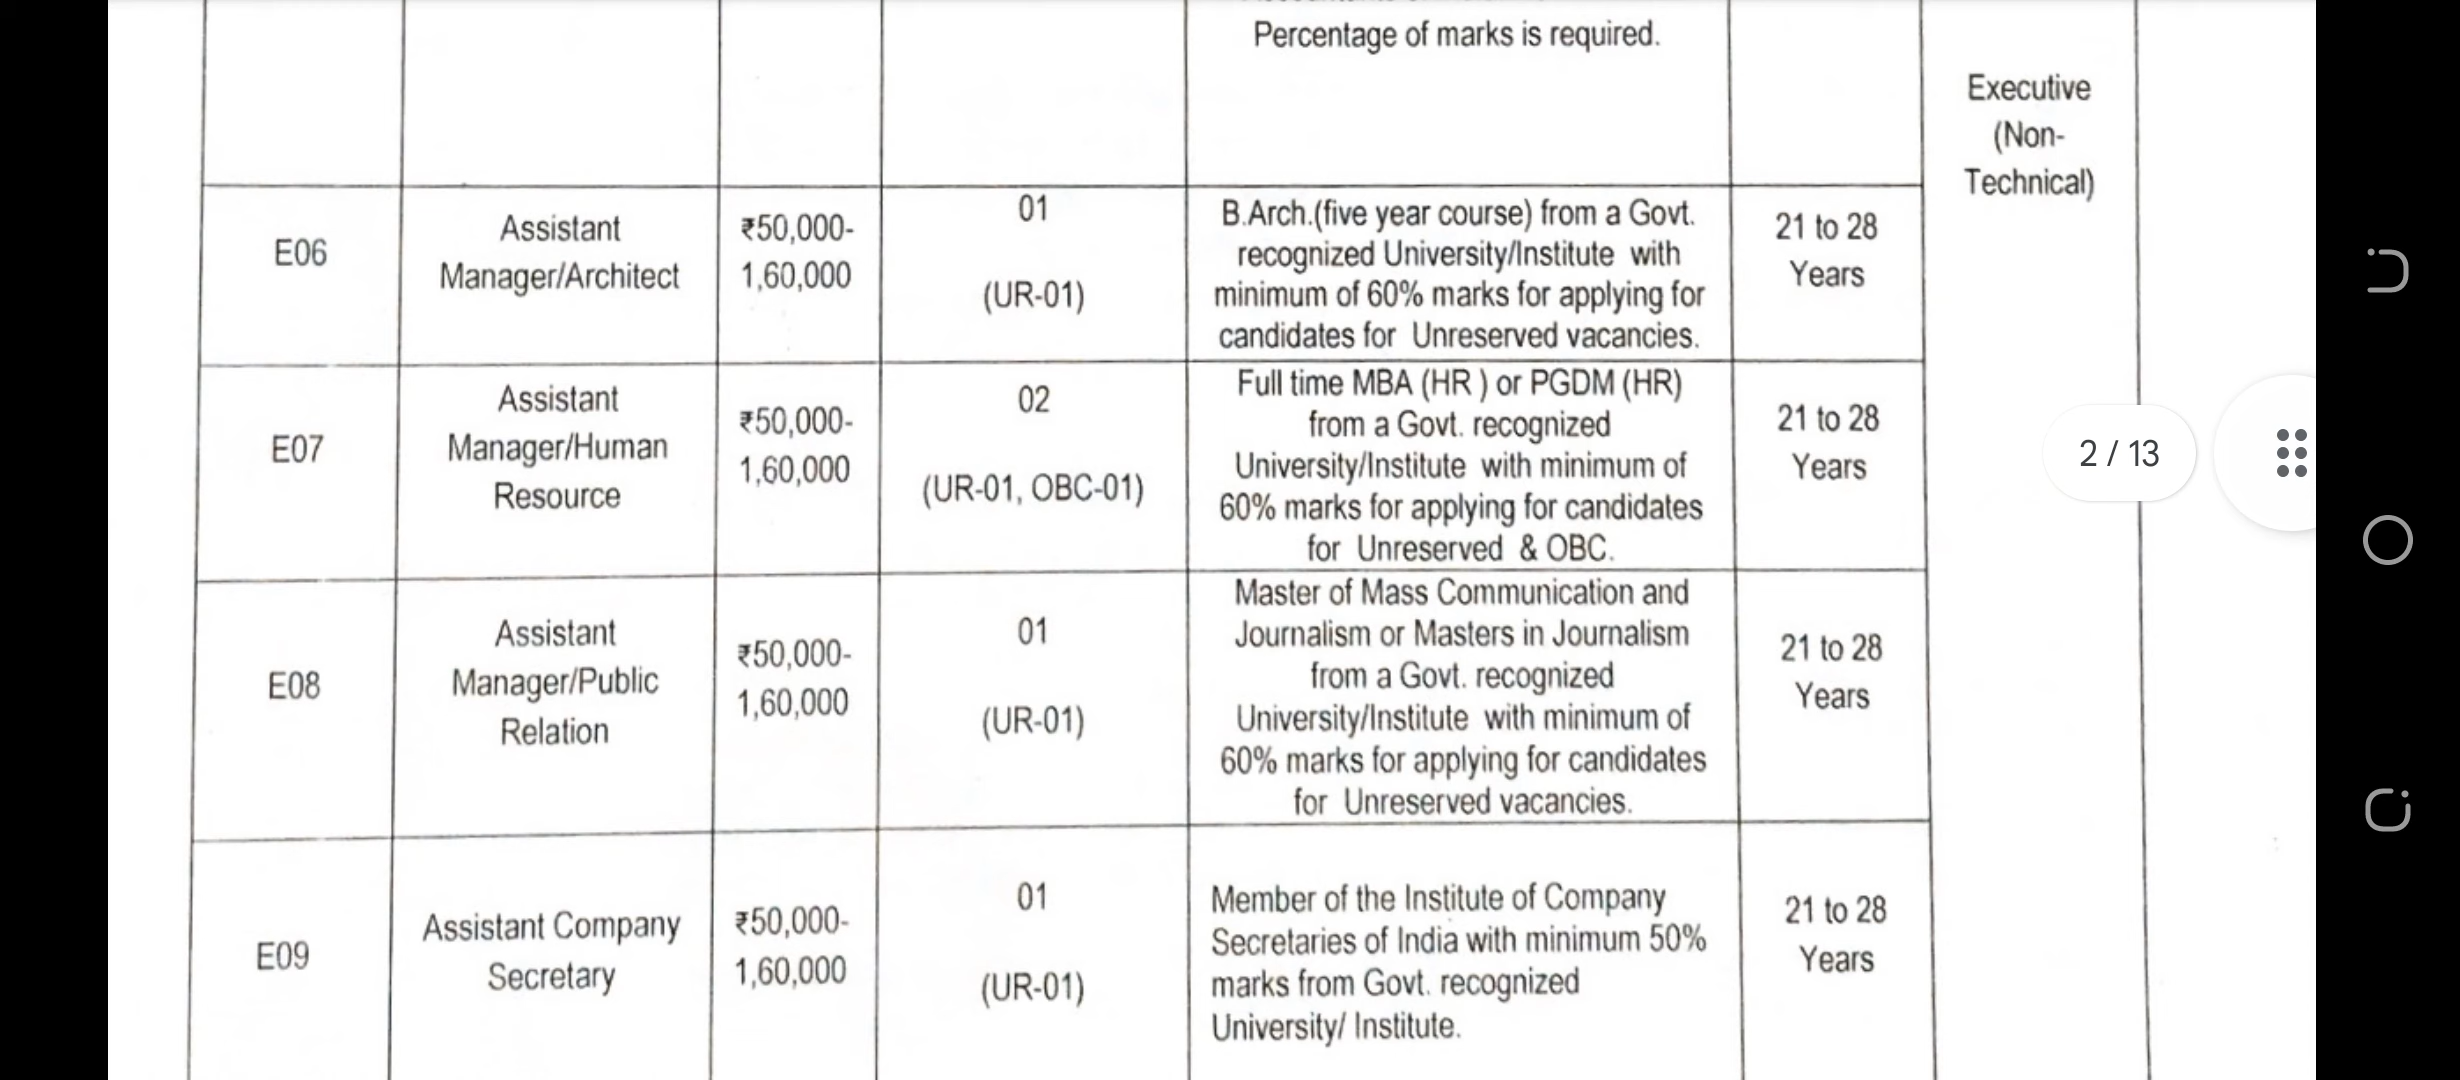 Percentage of marks is required.
Executive
(Non-
Technical)
E06
Assistant
Manager/Architect
₹50,000-
1,60,000
01
(UR-01)
B.Arch.(five year course) from a Govt.
recognized University/Institute with
minimum of 60% marks for applying for
candidates for Unreserved vacancies.
21 to 28
Years
E07
Assistant
Manager/Human
Resource
₹50,000-
1,60,000
02
(UR-01, OBC-01)
Full time MBA (HR ) or PGDM (HR)
from a Govt. recognized
University/Institute with minimum of
60% marks for applying for candidates
for Unreserved & OBC.
21 to 28
Years
2 / 13
E08
Assistant
Manager/Public
Relation
₹50,000-
1,60,000
01
(UR-01)
Master of Mass Communication and
Journalism or Masters in Journalism
from a Govt. recognized
University/Institute with minimum of
60% marks for applying for candidates
for Unreserved vacancies.
21 to 28
Years
E09
Assistant Company
Secretary
₹50,000-
1,60,000
01
(UR-01)
Member of the Institute of Company
Secretaries of India with minimum 50%
marks from Govt. recognized
University/ Institute.
21 to 28
Years